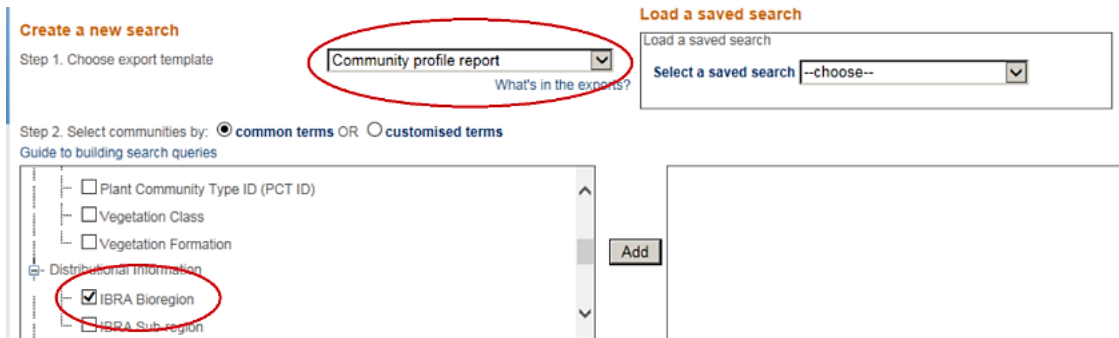 Create a new search
Step 1. Choose export template
Community profile report
What's in the exports?
Load a saved search
Load a saved search
Select a saved search --choose--
Step 2. Select communities by: common terms OR customised terms
Guide to building search queries
Plant Community Type ID (PCT ID)
Vegetation Class
Vegetation Formation
Distributional Information
IBRA Bioregion
IBRA Sub-region
Add